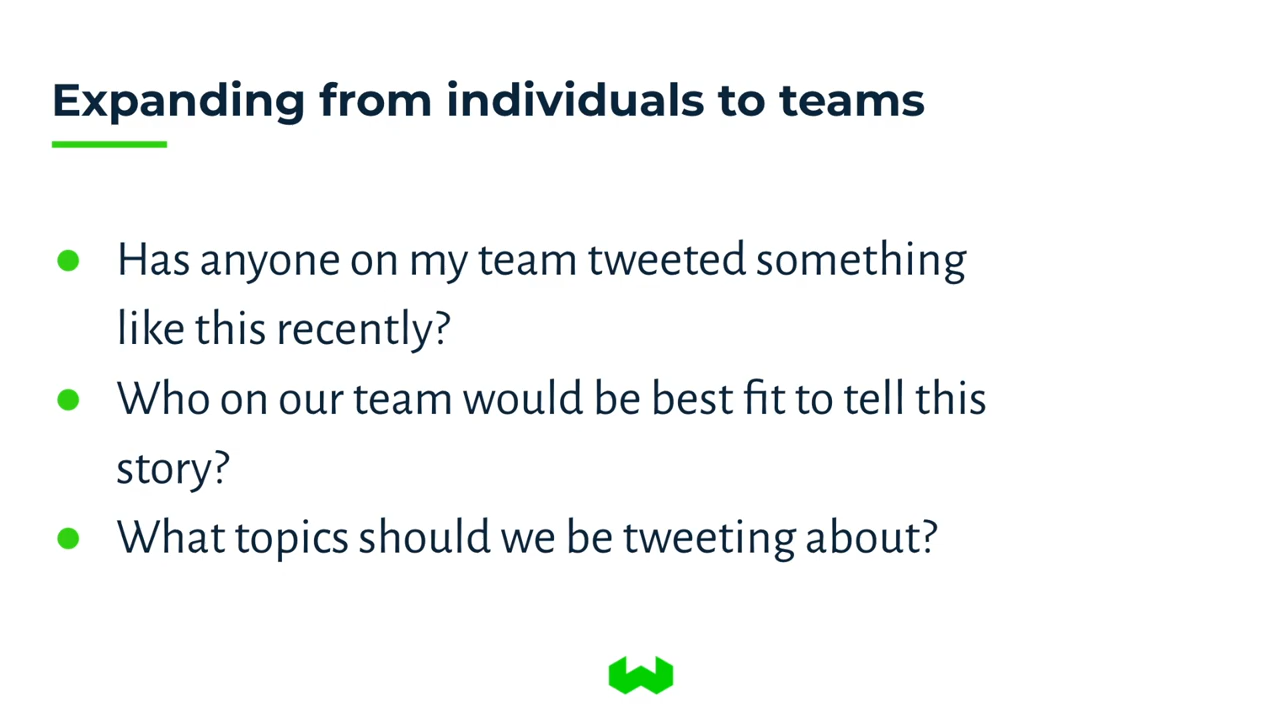 Expanding from individuals to teams
● Has anyone on my team tweeted something
like this recently?
● Who on our team would be best fit to tell this
story?
● What topics should we be tweeting about?